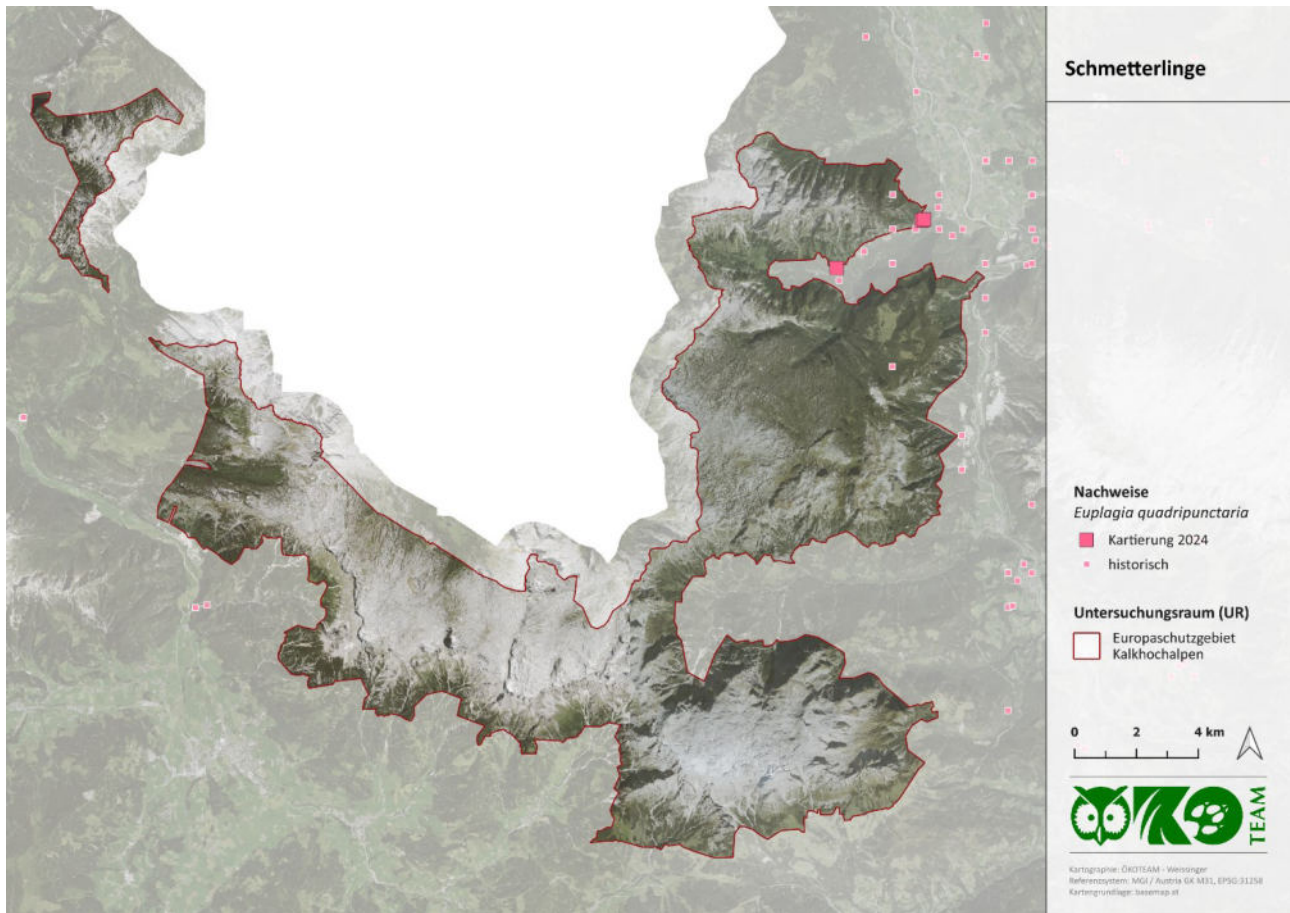 Schmetterlinge
Nachweise
Euplagia quadripunctaria
Kartierung 2024
historisch
Untersuchungsraum (UR)
Europaschutzgebiet
Kalkhochalpen
0 2 4 km
ÖKO
TEAM
Kartographie: ÖKOTEAM - Weissinger
Referenzsystem: MGI / Austria GK M31, EPSG:31258
Kartengrundlage: basemap.at